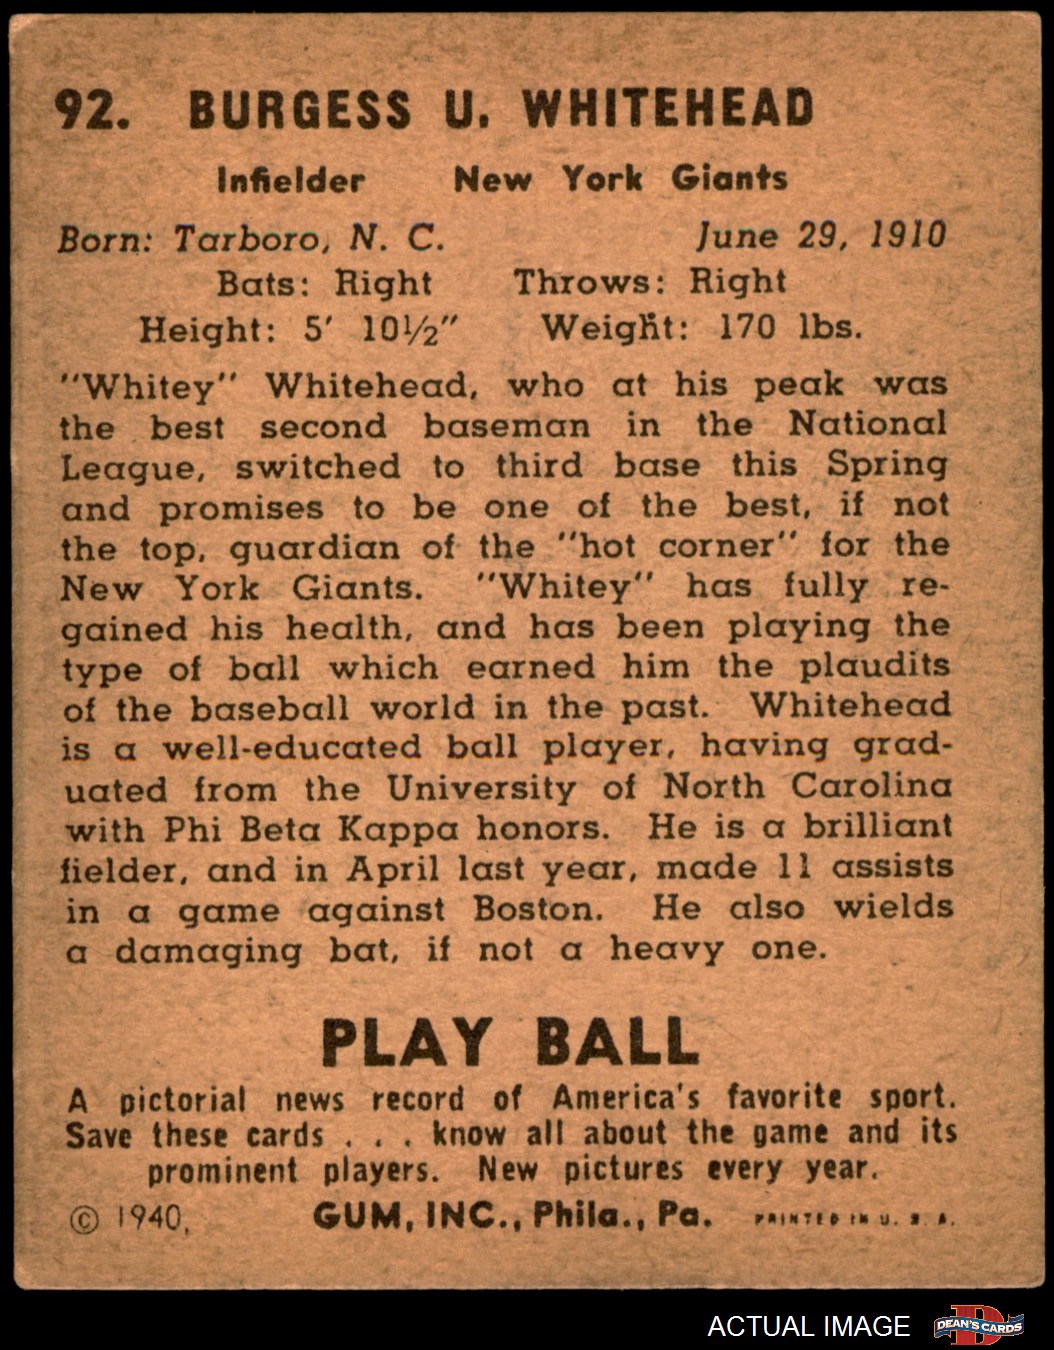 92. BURGESS U. WHITEHEAD
Infielder New York Giants
Born: Tarboro, N. C. June 29, 1910
Bats: Right Throws: Right
Height: 5' 10½" Weight: 170 lbs.
"Whitey" Whitehead, who at his peak was
the best second baseman in the National
League, switched to third base this Spring
and promises to be one of the best, if not
the top, guardian of the "hot corner" for the
New York Giants. "Whitey" has fully re-
gained his health, and has been playing the
type of ball which earned him the plaudits
of the baseball world in the past. Whitehead
is a well-educated ball player, having grad-
uated from the University of North Carolina
with Phi Beta Kappa honors. He is a brilliant
fielder, and in April last year, made 11 assists
in a game against Boston. He also wields
a damaging bat, if not a heavy one.
PLAY BALL
A pictorial news record of America's favorite sport.
Save these cards . . . know all about the game and its
prominent players. New pictures every year.
© 1940, GUM, INC., Phila., Pa. PRINTED IN U. S. A.
ACTUAL IMAGE D DEAN'S CARDS